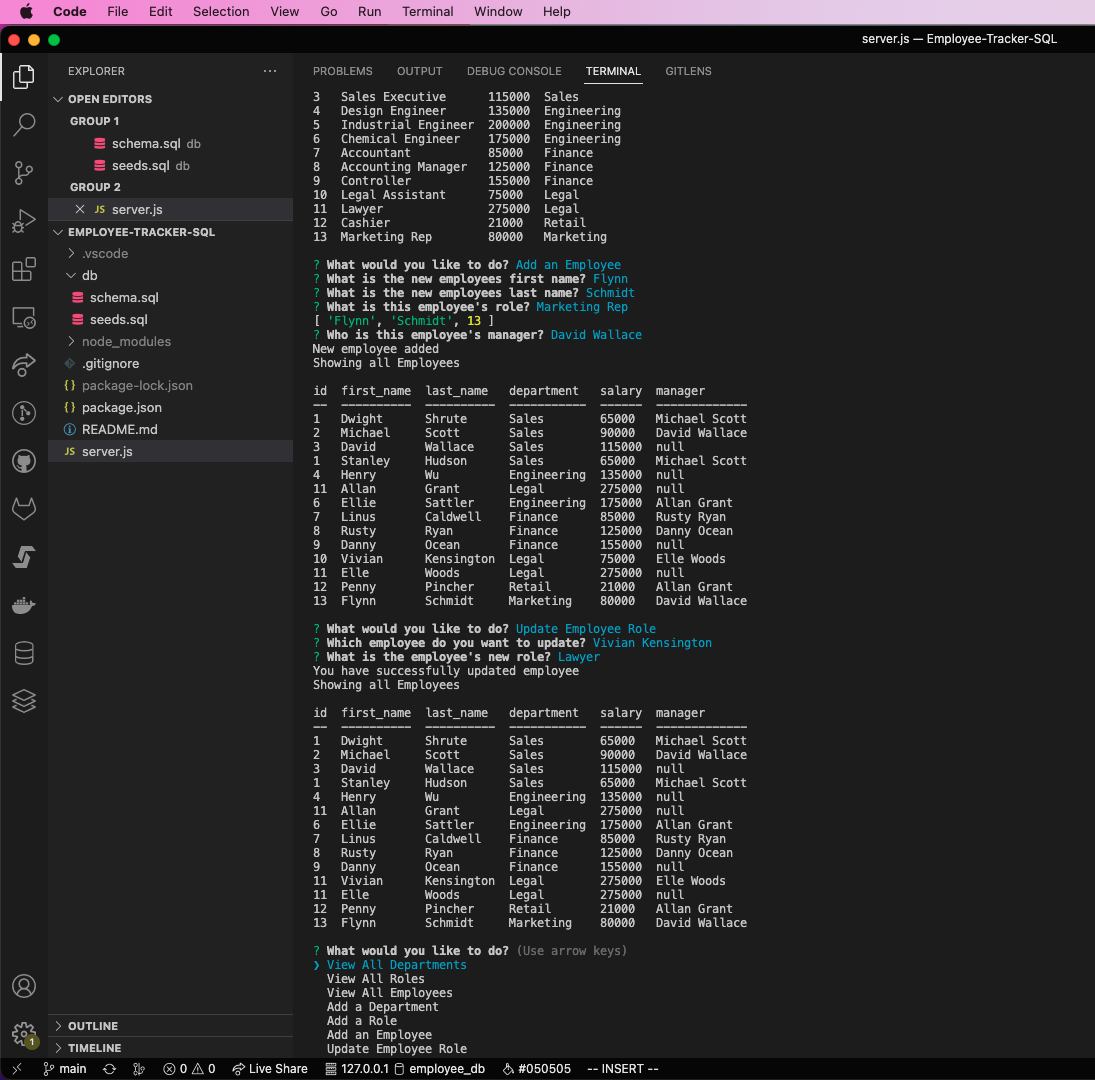 Code File Edit Selection View Go Run Terminal Window Help
server.js — Employee-Tracker-SQL
EXPLORER
OPEN EDITORS
GROUP 1
schema.sql db
seeds.sql db
GROUP 2
JS server.js
EMPLOYEE-TRACKER-SQL
.vscode
db
schema.sql
seeds.sql
node_modules
.gitignore
{} package-lock.json
{} package.json
README.md
JS server.js
OUTLINE
TIMELINE
1
PROBLEMS OUTPUT DEBUG CONSOLE TERMINAL GITLENS
3 Sales Executive 115000 Sales
4 Design Engineer 135000 Engineering
5 Industrial Engineer 200000 Engineering
6 Chemical Engineer 175000 Engineering
7 Accountant 85000 Finance
8 Accounting Manager 125000 Finance
9 Controller 155000 Finance
10 Legal Assistant 75000 Legal
11 Lawyer 275000 Legal
12 Cashier 21000 Retail
13 Marketing Rep 80000 Marketing
? What would you like to do? Add an Employee
? What is the new employees first name? Flynn
? What is the new employees last name? Schmidt
? What is this employee's role? Marketing Rep
[ 'Flynn', 'Schmidt', 13 ]
? Who is this employee's manager? David Wallace
New employee added
Showing all Employees
id first_name last_name department salary manager
-- ---------- ---------- ----------- ------ -------------
1 Dwight Shrute Sales 65000 Michael Scott
2 Michael Scott Sales 90000 David Wallace
3 David Wallace Sales 115000 null
1 Stanley Hudson Sales 65000 Michael Scott
4 Henry Wu Engineering 135000 null
11 Allan Grant Legal 275000 null
6 Ellie Sattler Engineering 175000 Allan Grant
7 Linus Caldwell Finance 85000 Rusty Ryan
8 Rusty Ryan Finance 125000 Danny Ocean
9 Danny Ocean Finance 155000 null
10 Vivian Kensington Legal 75000 Elle Woods
11 Elle Woods Legal 275000 null
12 Penny Pincher Retail 21000 Allan Grant
13 Flynn Schmidt Marketing 80000 David Wallace
? What would you like to do? Update Employee Role
? Which employee do you want to update? Vivian Kensington
? What is the employee's new role? Lawyer
You have successfully updated employee
Showing all Employees
id first_name last_name department salary manager
-- ---------- ---------- ----------- ------ -------------
1 Dwight Shrute Sales 65000 Michael Scott
2 Michael Scott Sales 90000 David Wallace
3 David Wallace Sales 115000 null
1 Stanley Hudson Sales 65000 Michael Scott
4 Henry Wu Engineering 135000 null
11 Allan Grant Legal 275000 null
6 Ellie Sattler Engineering 175000 Allan Grant
7 Linus Caldwell Finance 85000 Rusty Ryan
8 Rusty Ryan Finance 125000 Danny Ocean
9 Danny Ocean Finance 155000 null
11 Vivian Kensington Legal 275000 Elle Woods
11 Elle Woods Legal 275000 null
12 Penny Pincher Retail 21000 Allan Grant
13 Flynn Schmidt Marketing 80000 David Wallace
? What would you like to do? (Use arrow keys)
❯ View All Departments
View All Roles
View All Employees
Add a Department
Add a Role
Add an Employee
Update Employee Role
main 0 0 Live Share 127.0.0.1 employee_db #050505 -- INSERT --